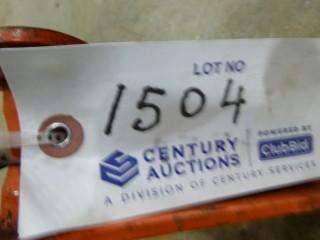 LOT NO
1504
CENTURY
AUCTIONS
POWERED BY
ClubBid
A DIVISION OF CENTURY SERVICES